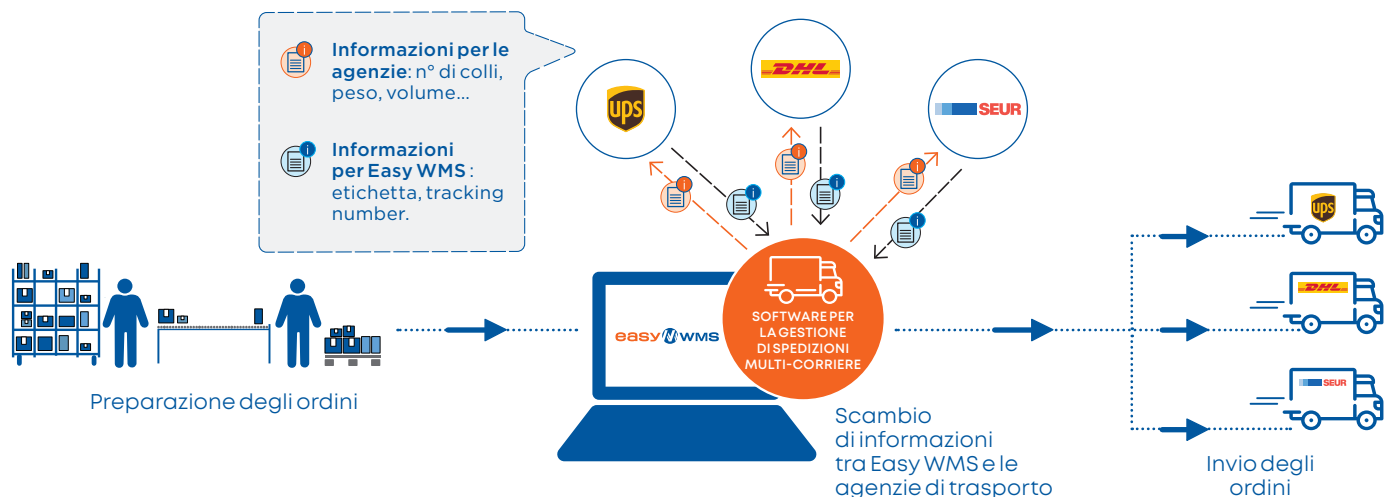 Informazioni per le
agenzie: n° di colli,
peso, volume...
Informazioni
per Easy WMS :
etichetta, tracking
number.
ups
DHL
SEUR
Preparazione degli ordini
easy WMS
SOFTWARE PER
LA GESTIONE
DI SPEDIZIONI
MULTI-CORRIERE
Scambio
di informazioni
tra Easy WMS e le
agenzie di trasporto
ups
DHL
SEUR
Invio degli
ordini